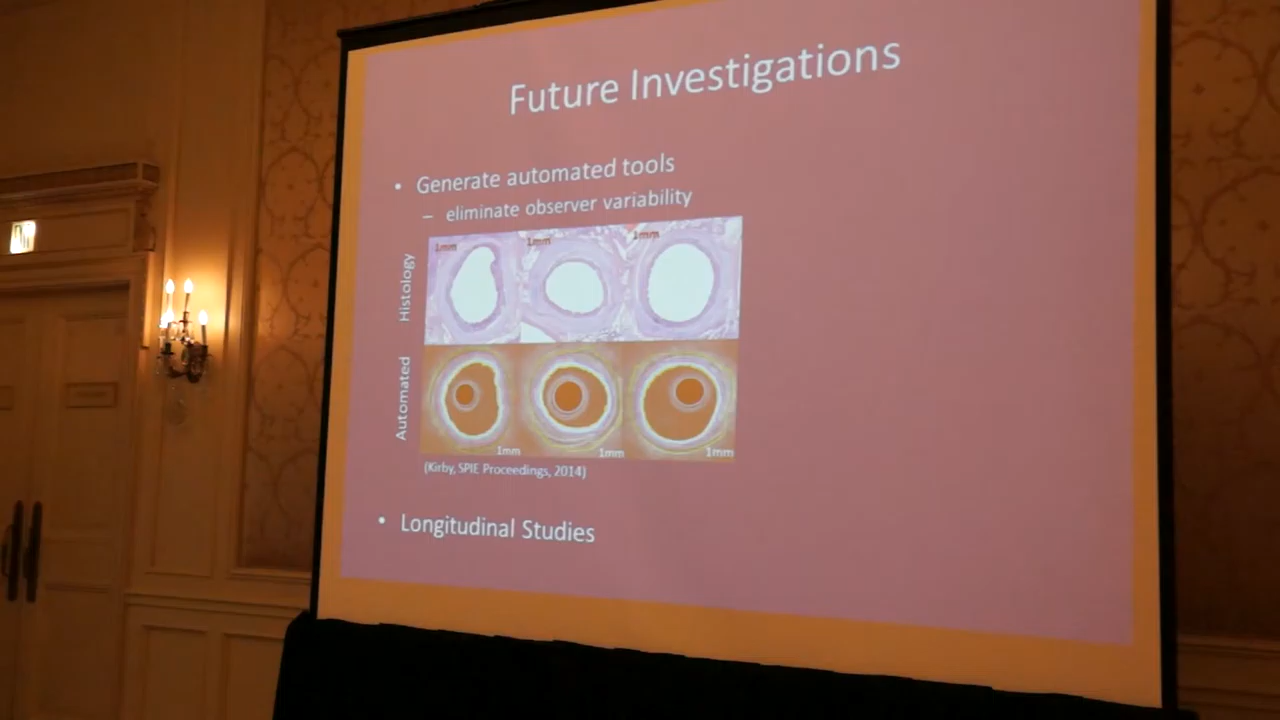 Future Investigations
• Generate automated tools
– eliminate observer variability
Histology
1mm 1mm 1mm
Automated
1mm 1mm 1mm
(Kirby, SPIE Proceedings, 2014)
• Longitudinal Studies